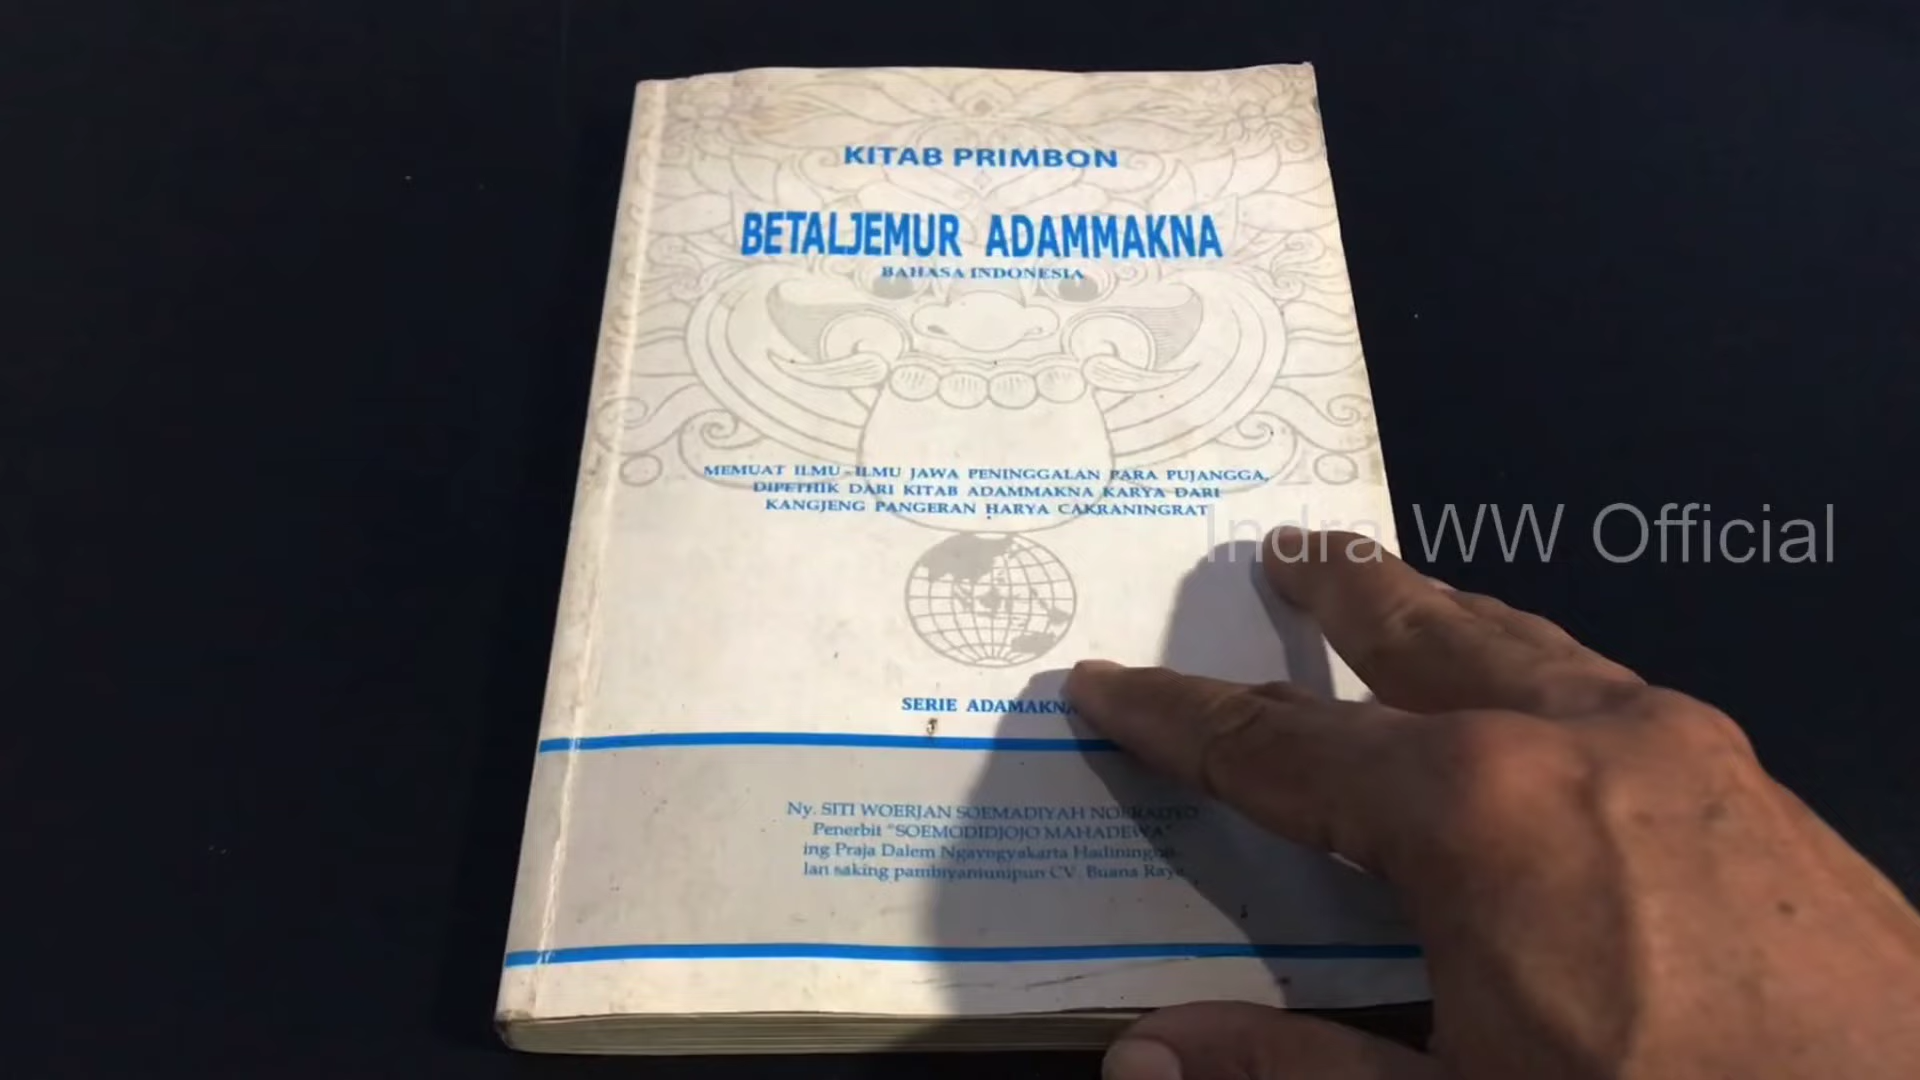 KITAB PRIMBON
BETALJEMUR ADAMMAKNA
BAHASA INDONESIA
MEMUAT ILMU-ILMU JAWA PENINGGALAN PARA PUJANGGA,
DIPETHIK DARI KITAB ADAMMAKNA KARYA DARI
KANGJENG PANGERAN HARYA CAKRANINGRAT
Indra WW Official
SERIE ADAMAKNA
Ny. SITI WOERJAN SOEMADIYAH NOERADYO
Penerbit "SOEMODIDJOJO MAHADEWA"
ing Praja Dalem Ngayogyakarta
lan saking CV. Buana Raya